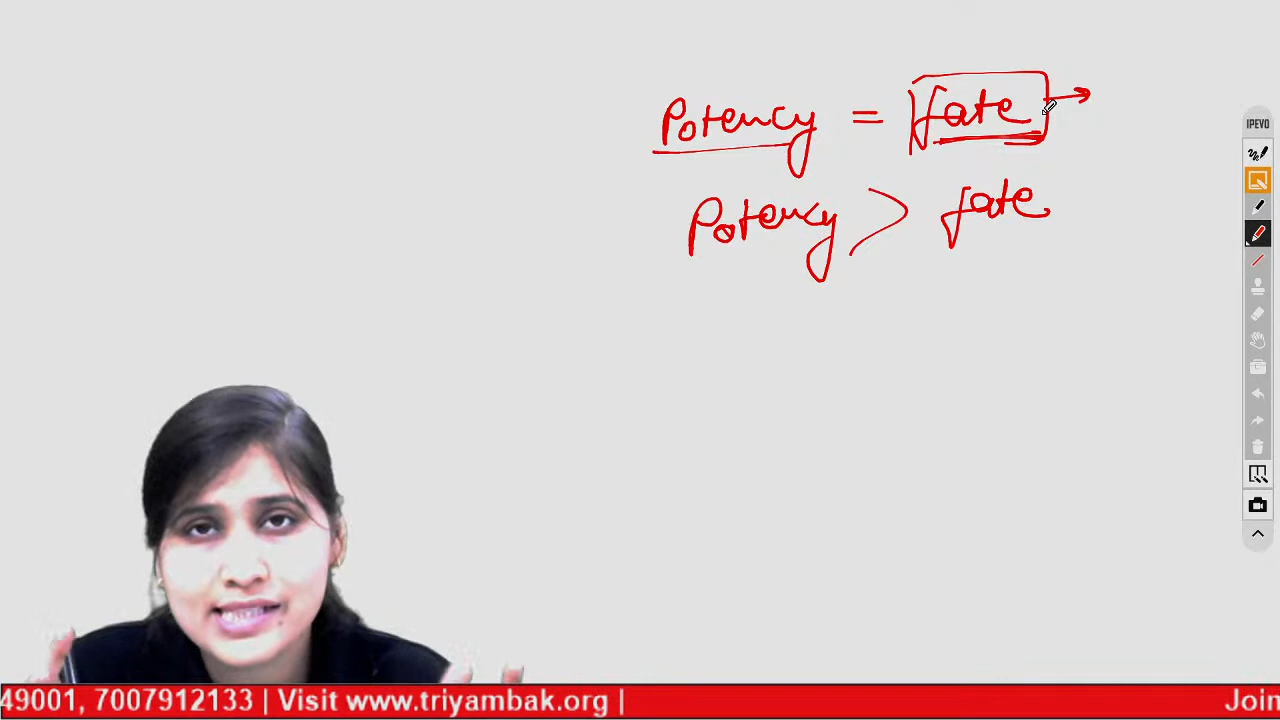 Potency = fate
Potency > fate
IPEVO
49001, 7007912133 | Visit www.triyambak.org |
Join